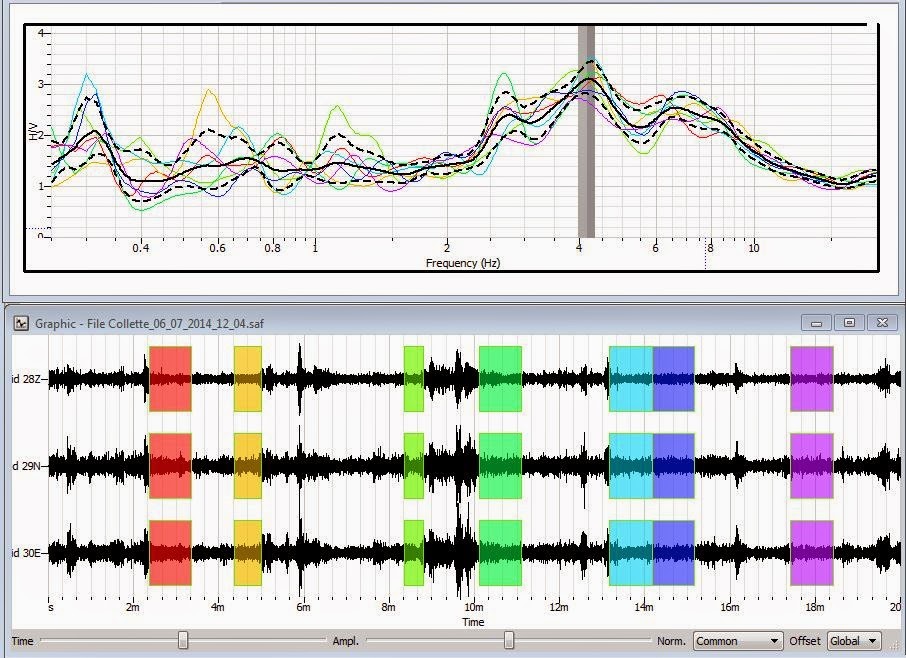 4
3
2
H/V
1
0
0.4 0.6 0.8 1 2 4 6 8 10
Frequency (Hz)
Graphic - File Collette_06_07_2014_12_04.saf
id 28Z
d 29N
id 30E
s 2m 4m 6m 8m 10m 12m 14m 16m 18m 20
Time
Time Ampl. Norm. Common Offset Global